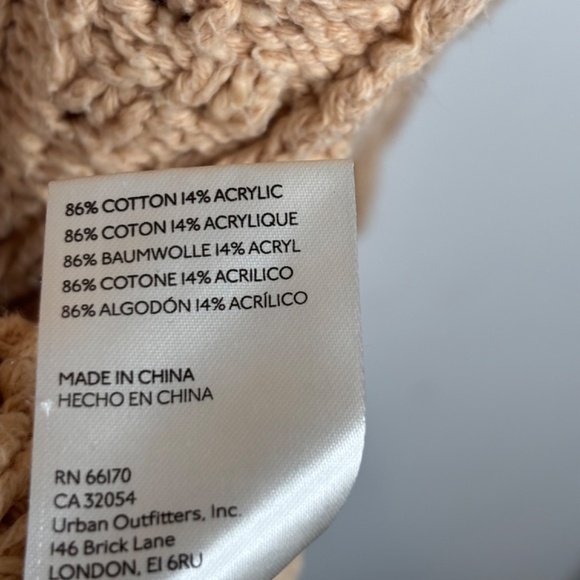 86% COTTON 14% ACRYLIC
86% COTON 14% ACRYLIQUE
86% BAUMWOLLE 14% ACRYL
86% COTONE 14% ACRILICO
86% ALGODÓN 14% ACRÍLICO
MADE IN CHINA
HECHO EN CHINA
RN 66170
CA 32054
Urban Outfitters, Inc.
146 Brick Lane
LONDON, E1 6RU